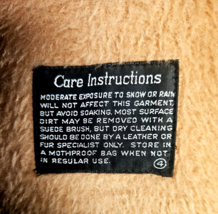 Care Instructions
MODERATE EXPOSURE TO SNOW OR RAIN
WILL NOT AFFECT THIS GARMENT,
BUT AVOID SOAKING. MOST SURFACE
DIRT MAY BE REMOVED WITH A
SUEDE BRUSH, BUT DRY CLEANING
SHOULD BE DONE BY A LEATHER OR
FUR SPECIALIST ONLY. STORE IN
A MOTHPROOF BAG WHEN NOT
IN REGULAR USE.
4